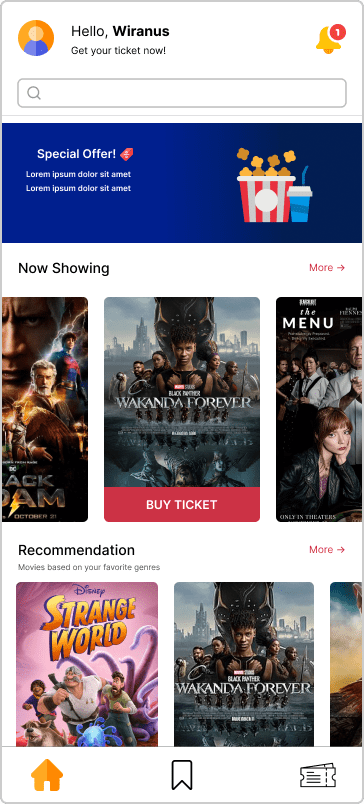 Hello, Wiranus
Get your ticket now!
1
Special Offer!
Lorem ipsum dolor sit amet
Lorem ipsum dolor sit amet
Now Showing
More →
DC
ACK
DAM
OCTOBER 21
MARVEL STUDIOS
BLACK PANTHER
WAKANDA FOREVER
BUY TICKET
the
MENU
ONLY IN THEATERS
Recommendation
More →
Movies based on your favorite genres
Disney
STRANGE
WORLD
MARVEL STUDIOS
BLACK PANTHER
WAKANDA FOREVER